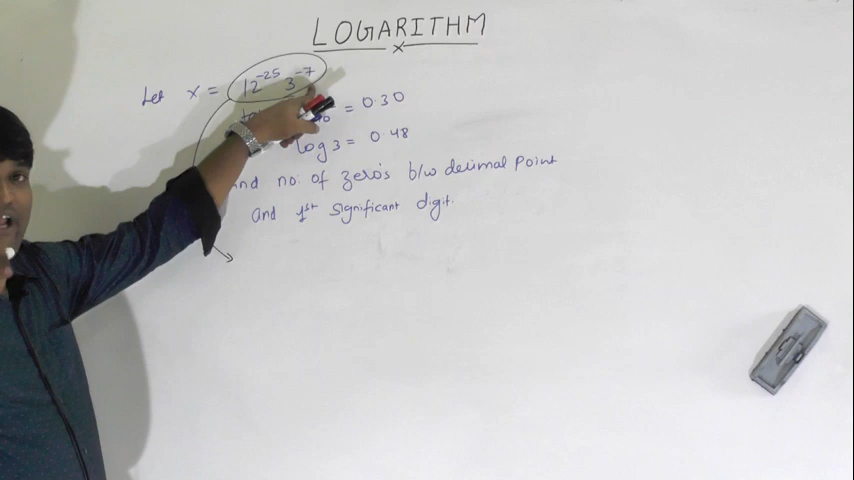 LOGARITHM
Let x = 12⁻²⁵ 3⁻⁷
= 0.30
log 3 = 0.48
no. of zero's b/w decimal point
and 1st significant digit.